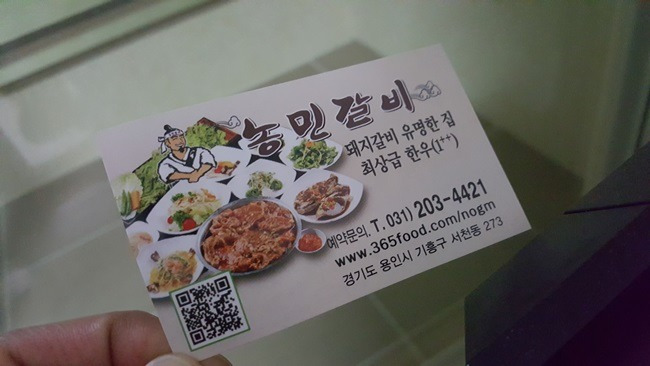 농민갈비
돼지갈비 유명한 집
최상급 한우(1++)
예약문의. T. 031) 203-4421
www.365food.com/nogm
경기도 용인시 기흥구 서천동 273